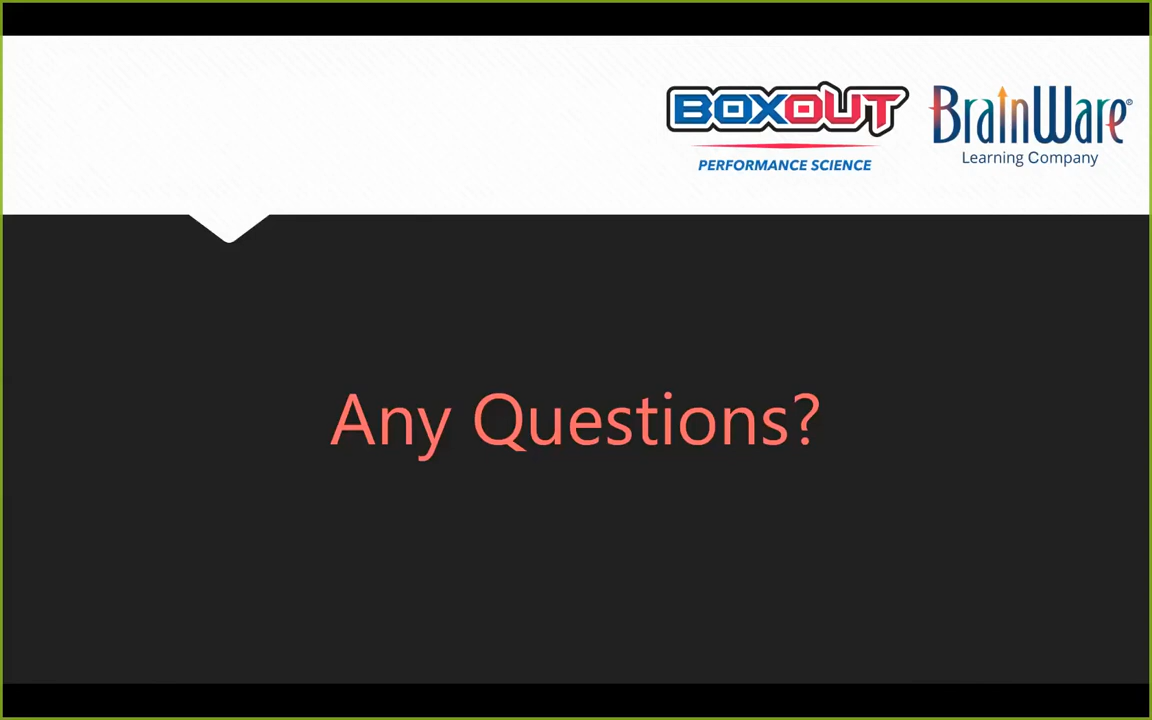 BOXOUT
PERFORMANCE SCIENCE
BrainWare®
Learning Company
Any Questions?